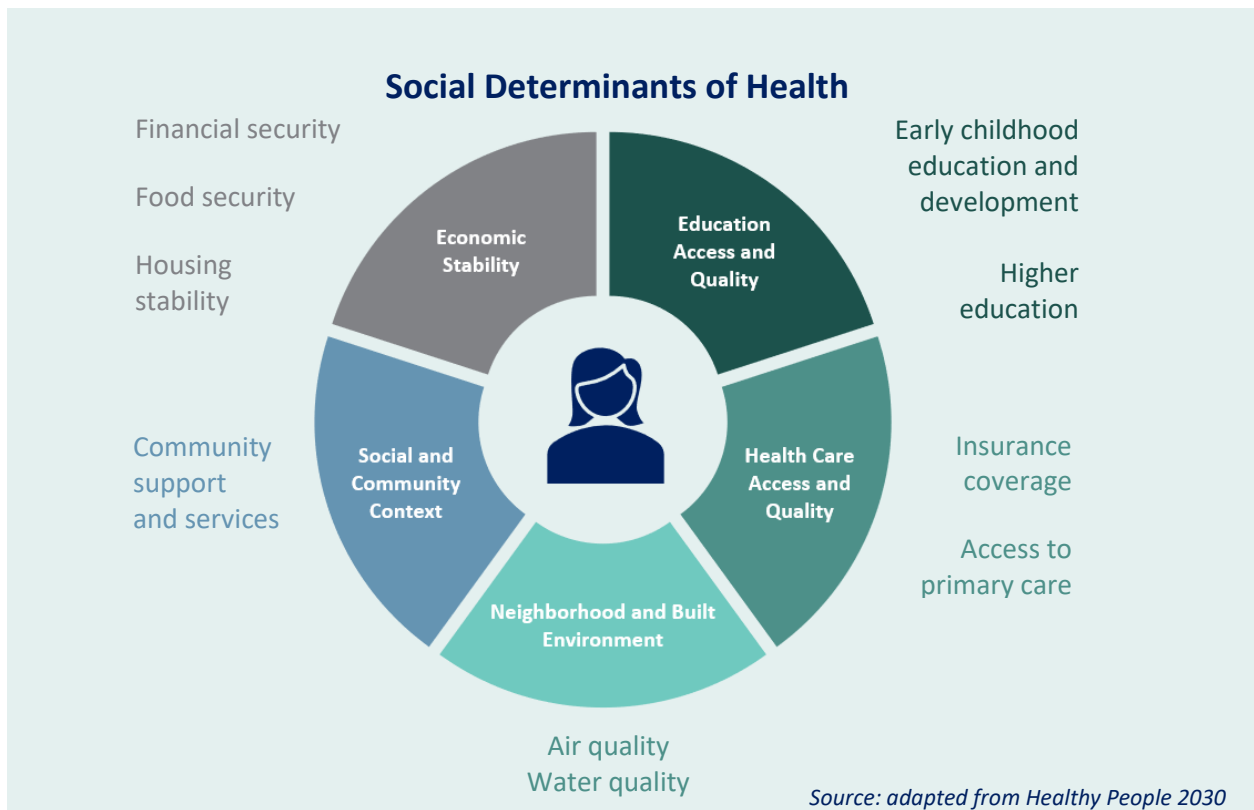 Social Determinants of Health
Financial security
Food security
Housing
stability
Economic
Stability
Education
Access and
Quality
Early childhood
education and
development
Higher
education
Community
support
and services
Social and
Community
Context
Health Care
Access and
Quality
Insurance
coverage
Access to
primary care
Neighborhood and Built
Environment
Air quality
Water quality
Source: adapted from Healthy People 2030